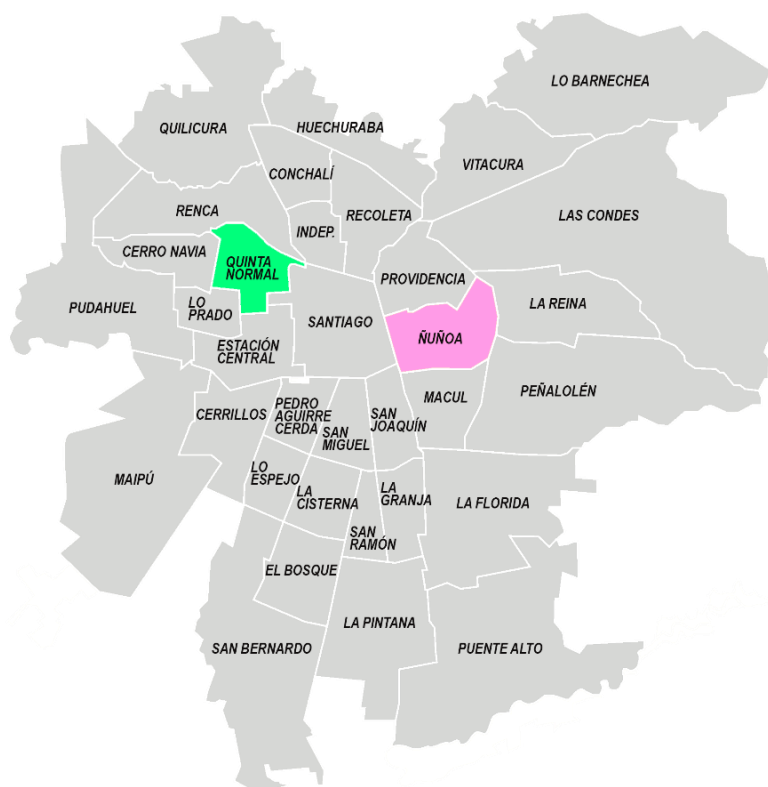 LO BARNECHEA
QUILICURA
HUECHURABA
VITACURA
CONCHALÍ
RENCA
RECOLETA
LAS CONDES
INDEP.
CERRO NAVIA
QUINTA
NORMAL
PROVIDENCIA
PUDAHUEL
LO
PRADO
SANTIAGO
LA REINA
ÑUÑOA
ESTACIÓN
CENTRAL
PEÑALOLÉN
MACUL
CERRILLOS
PEDRO
AGUIRRE
CERDA
SAN
MIGUEL
SAN
JOAQUÍN
MAIPÚ
LO
ESPEJO
LA
CISTERNA
LA
GRANJA
LA FLORIDA
SAN
RAMÓN
EL BOSQUE
LA PINTANA
SAN BERNARDO
PUENTE ALTO